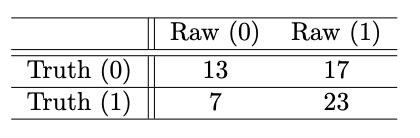 Raw (0) Raw (1)
Truth (0) 13 17
Truth (1) 7 23